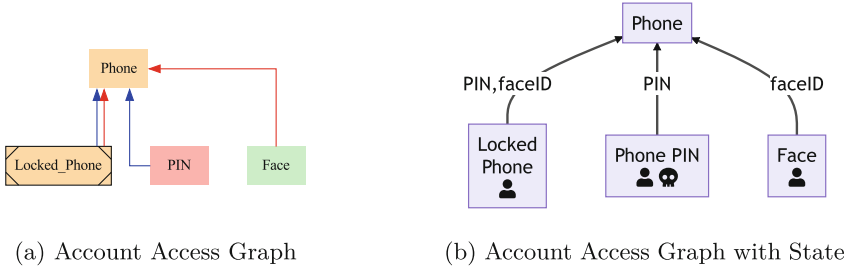 Phone
Locked_Phone
PIN
Face
(a) Account Access Graph
Phone
PIN,faceID
PIN
faceID
Locked
Phone
Phone PIN
Face
(b) Account Access Graph with State